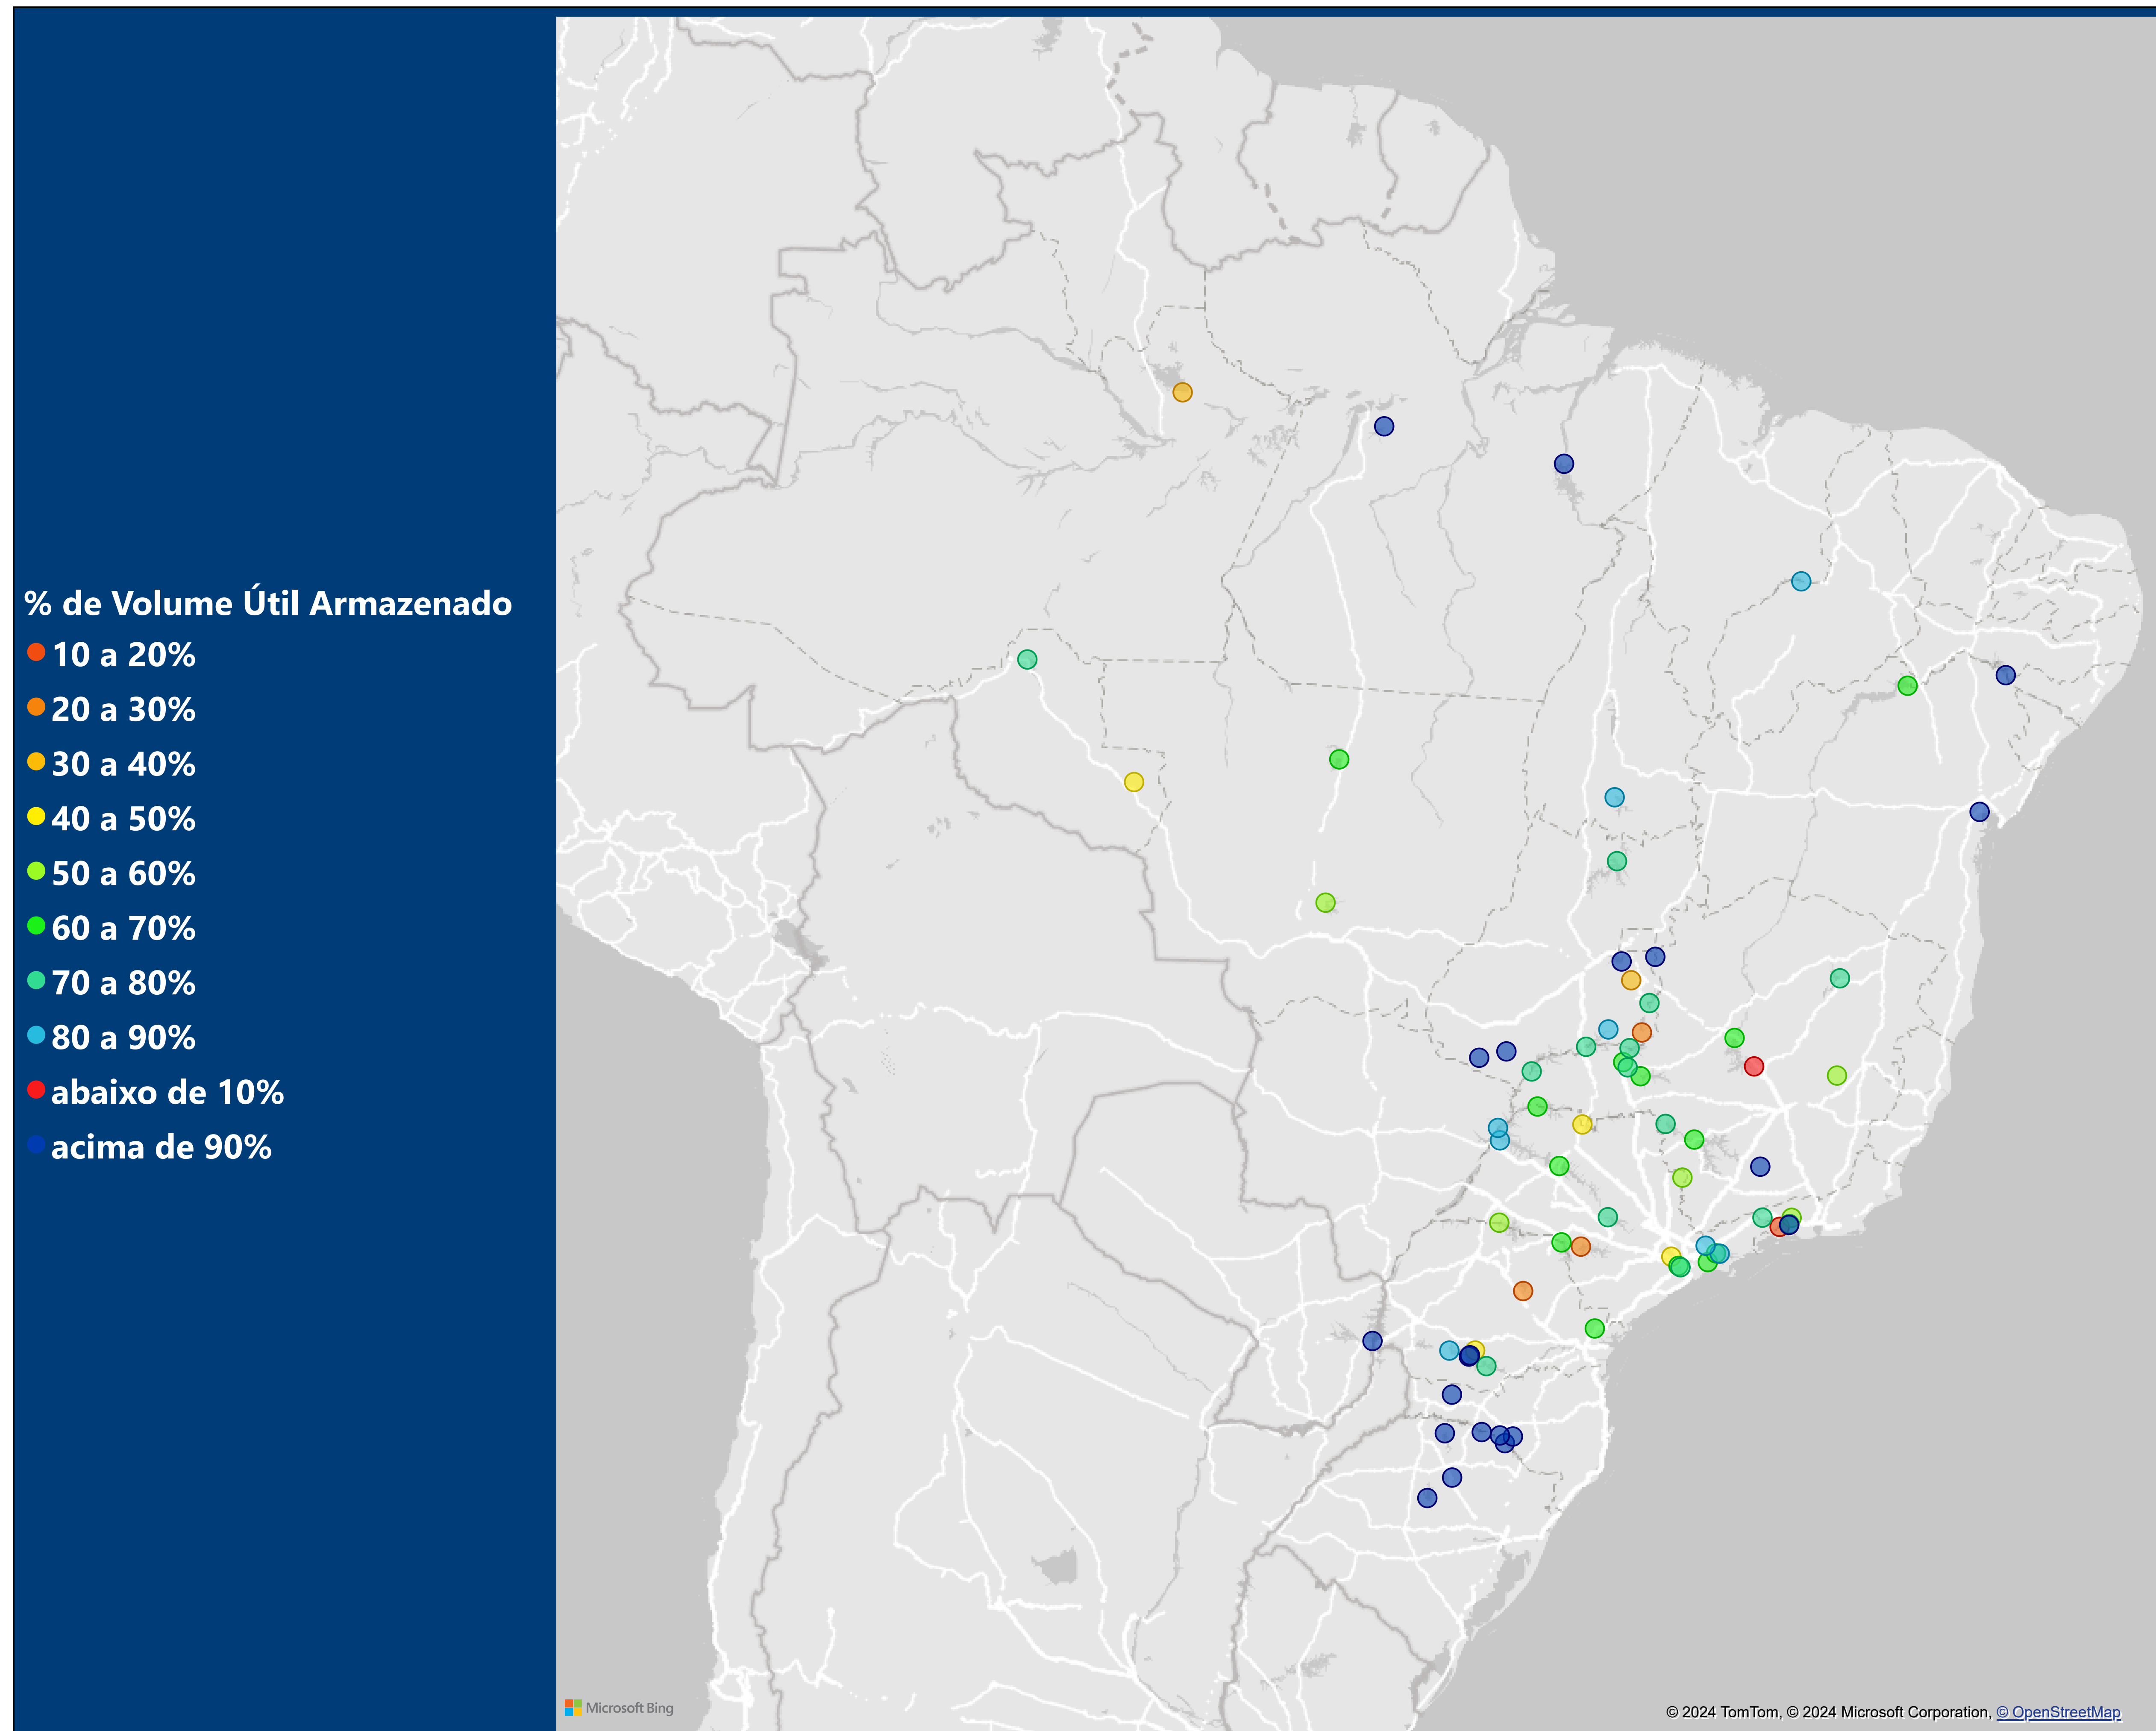 % de Volume Útil Armazenado
10 a 20%
20 a 30%
30 a 40%
40 a 50%
50 a 60%
60 a 70%
70 a 80%
80 a 90%
abaixo de 10%
acima de 90%
Microsoft Bing
© 2024 TomTom, © 2024 Microsoft Corporation, © OpenStreetMap